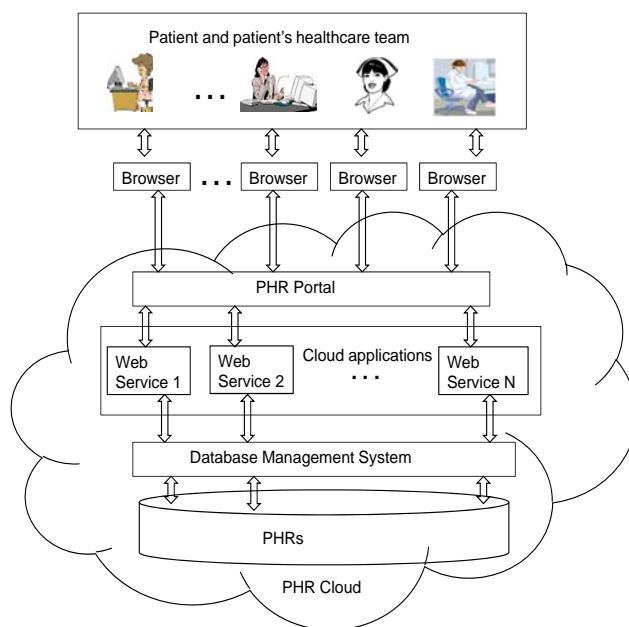 Patient and patient's healthcare team
. . .
Browser . . . Browser Browser Browser
PHR Portal
Cloud applications
Web
Service 1
Web
Service 2
. . .
Web
Service N
Database Management System
PHRs
PHR Cloud